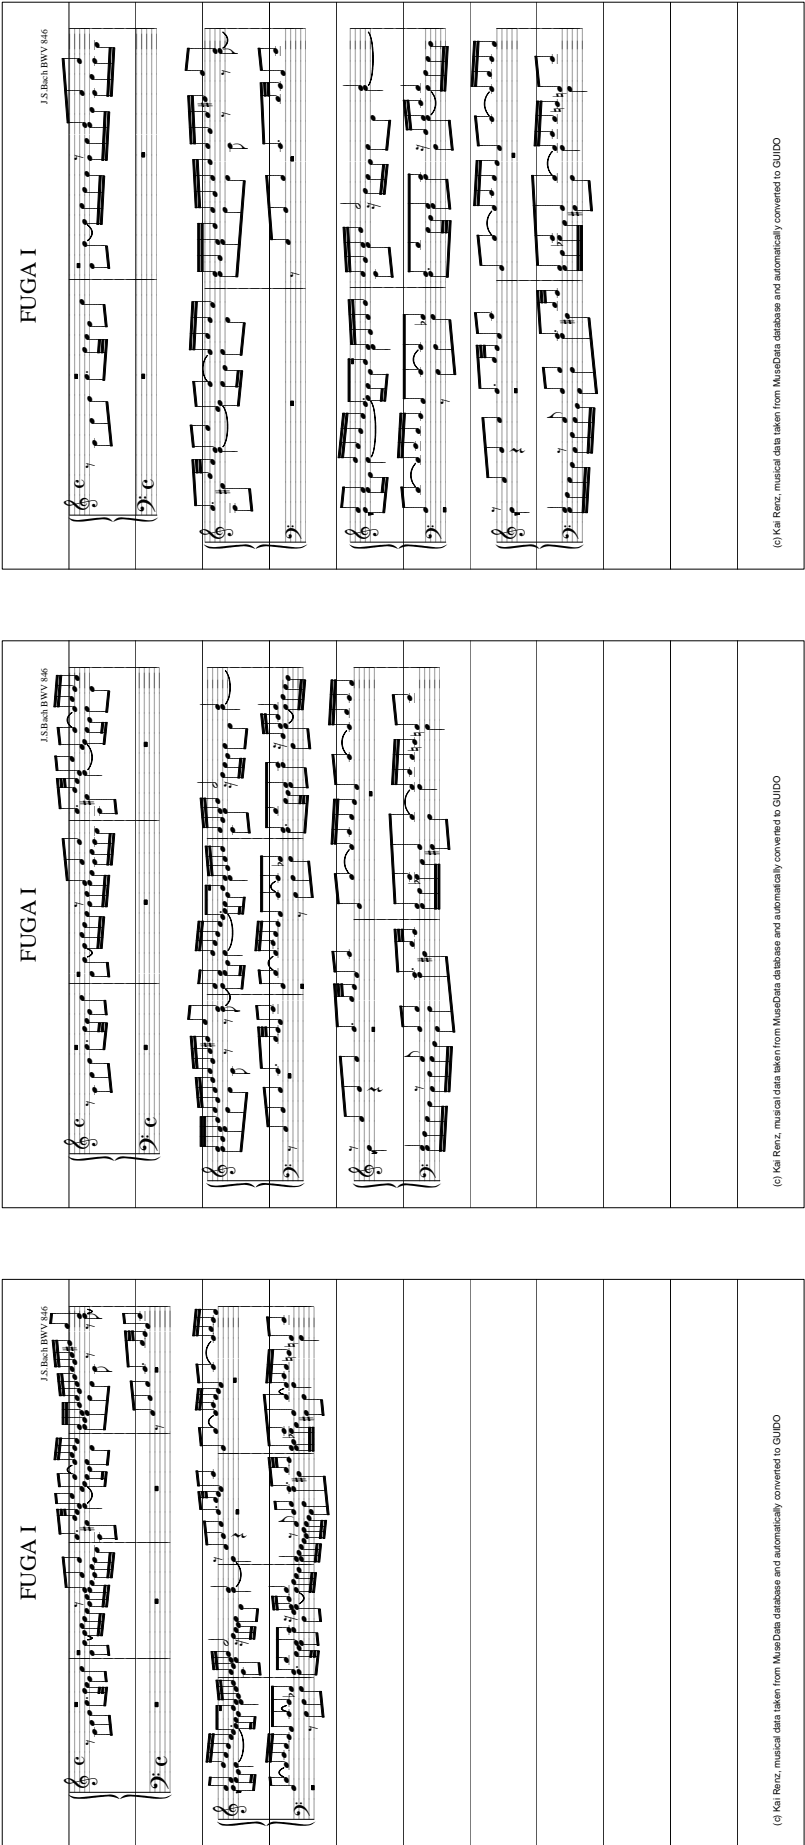 FUGA I
J.S.Bach BWV 846
(c) Kai Renz, musical data taken from MuseData database and automatically converted to GUIDO
FUGA I
J.S.Bach BWV 846
(c) Kai Renz, musical data taken from MuseData database and automatically converted to GUIDO
FUGA I
J.S.Bach BWV 846
(c) Kai Renz, musical data taken from MuseData database and automatically converted to GUIDO